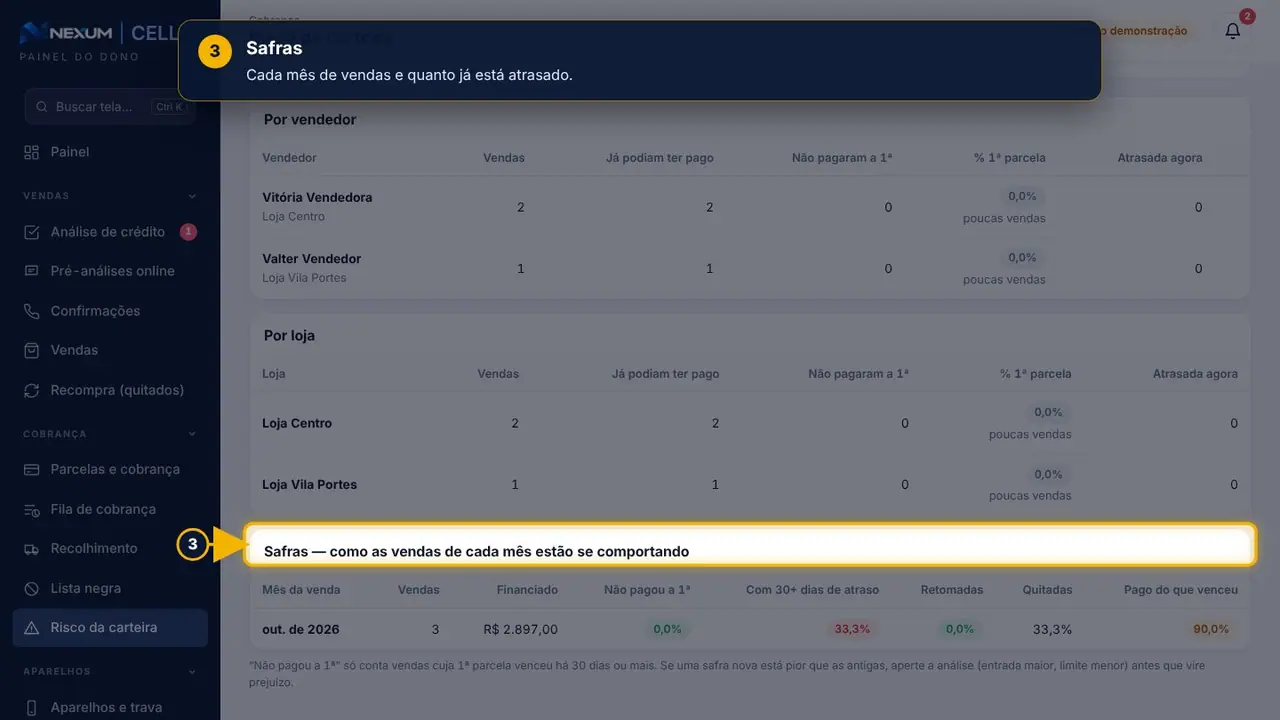 NEXUM | CELL
PAINEL DO DONO
Buscar tela... Ctrl K
Painel
VENDAS
Análise de crédito 1
Pré-análises online
Confirmações
Vendas
Recompra (quitados)
COBRANÇA
Parcelas e cobrança
Fila de cobrança
Recolhimento
Lista negra
Risco da carteira
APARELHOS
Aparelhos e trava
3 Safras
Cada mês de vendas e quanto já está atrasado.
demonstração
2
Por vendedor
Vendedor Vendas Já podiam ter pago Não pagaram a 1ª % 1ª parcela Atrasada agora
Vitória Vendedora 2 2 0 0,0% 0
Loja Centro poucas vendas
Valter Vendedor 1 1 0 0,0% 0
Loja Vila Portes poucas vendas
Por loja
Loja Vendas Já podiam ter pago Não pagaram a 1ª % 1ª parcela Atrasada agora
Loja Centro 2 2 0 0,0% 0
poucas vendas
Loja Vila Portes 1 1 0 0,0% 0
poucas vendas
3 Safras — como as vendas de cada mês estão se comportando
Mês da venda Vendas Financiado Não pagou a 1ª Com 30+ dias de atraso Retomadas Quitadas Pago do que venceu
out. de 2026 3 R$ 2.897,00 0,0% 33,3% 0,0% 33,3% 90,0%
"Não pagou a 1ª" só conta vendas cuja 1ª parcela venceu há 30 dias ou mais. Se uma safra nova está pior que as antigas, aperte a análise (entrada maior, limite menor) antes que vire
prejuízo.